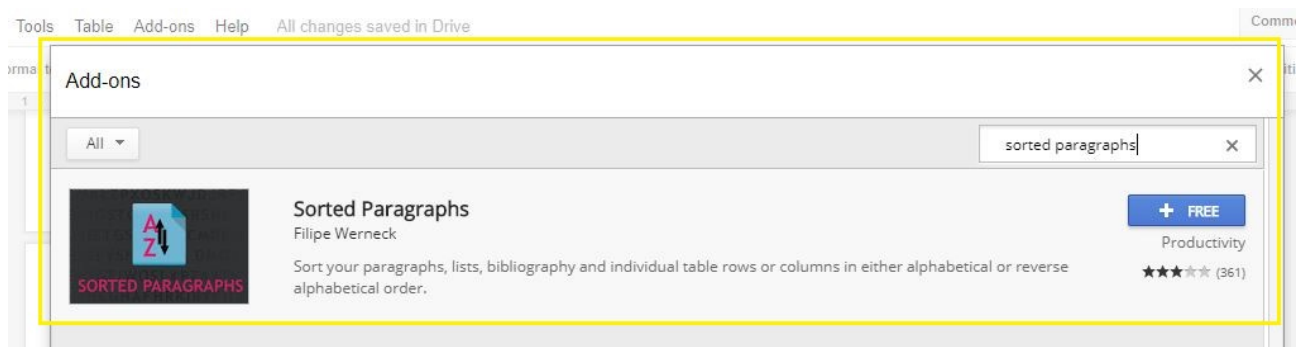 Tools Table Add-ons Help All changes saved in Drive
Add-ons
1
All
sorted paragraphs
A
Z
SORTED PARAGRAPHS
Sorted Paragraphs
Filipe Werneck
Sort your paragraphs, lists, bibliography and individual table rows or columns in either alphabetical or reverse
alphabetical order.
+ FREE
Productivity
(361)